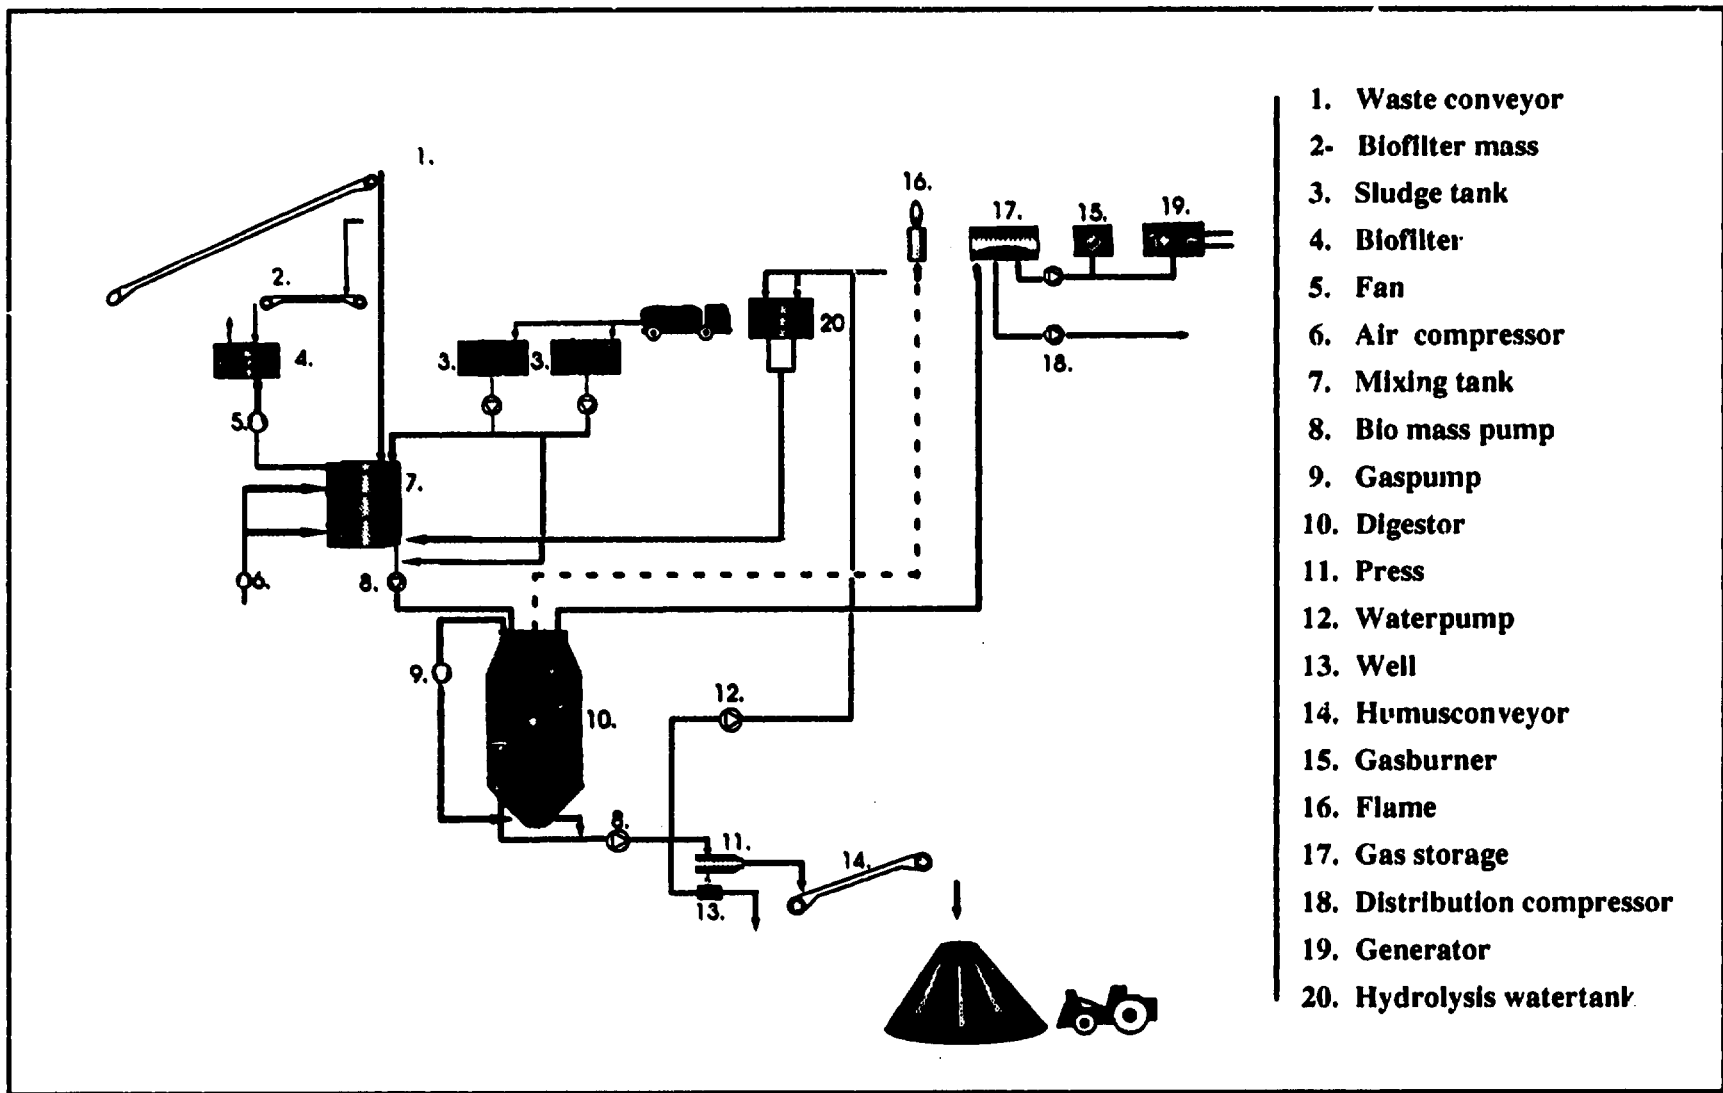 1.
16.
17.
15.
19.
2.
20
3.
3.
4.
18.
5.
7.
6.
8.
9.
10.
12.
8.
11.
14.
13.
1. Waste conveyor
2- Biofilter mass
3. Sludge tank
4. Biofilter
5. Fan
6. Air compressor
7. Mixing tank
8. Bio mass pump
9. Gaspump
10. Digestor
11. Press
12. Waterpump
13. Well
14. Humusconveyor
15. Gasburner
16. Flame
17. Gas storage
18. Distribution compressor
19. Generator
20. Hydrolysis watertank